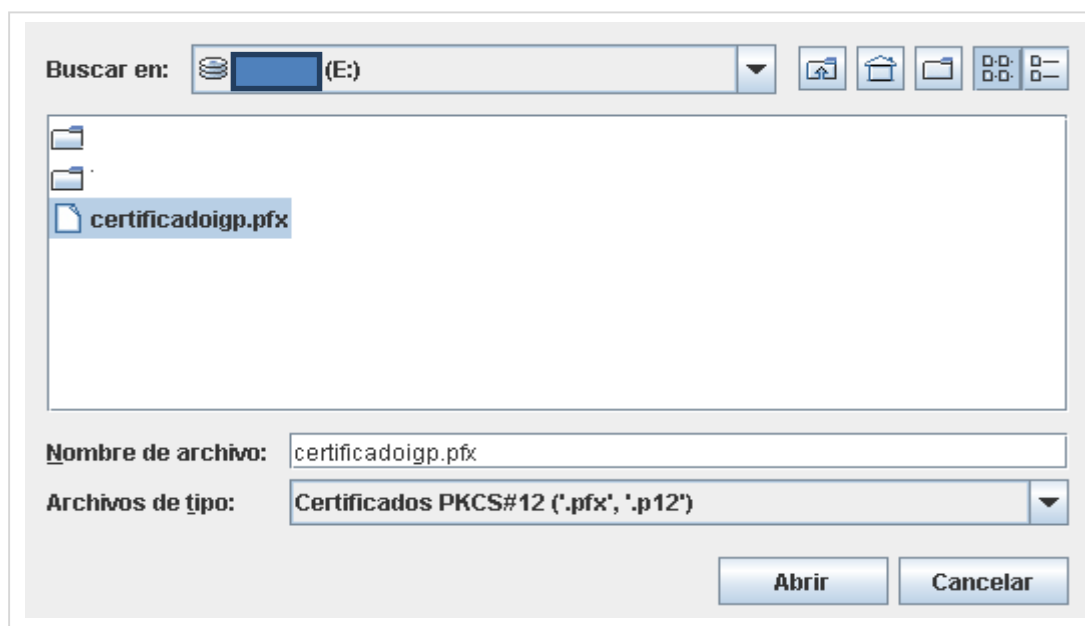 Buscar en: (E:)
certificadoigp.pfx
Nombre de archivo: certificadoigp.pfx
Archivos de tipo: Certificados PKCS#12 ('.pfx', '.p12')
Abrir Cancelar